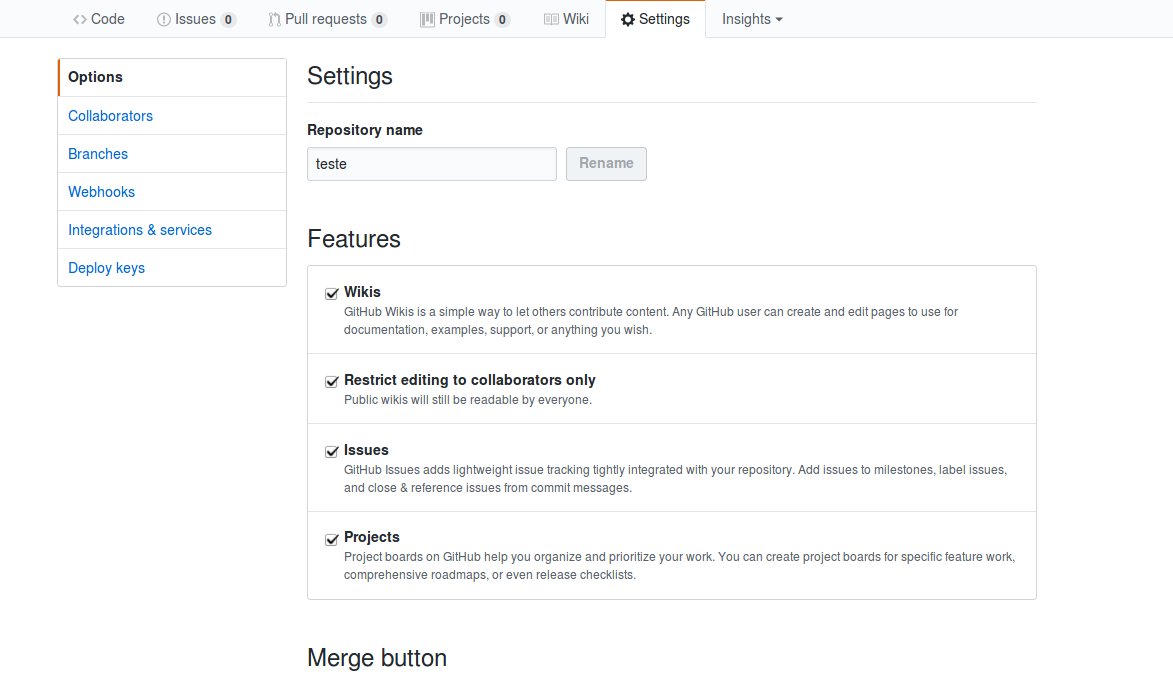 Code Issues 0 Pull requests 0 Projects 0 Wiki Settings Insights
Options
Collaborators
Branches
Webhooks
Integrations & services
Deploy keys
Settings
Repository name
teste Rename
Features
Wikis
GitHub Wikis is a simple way to let others contribute content. Any GitHub user can create and edit pages to use for
documentation, examples, support, or anything you wish.
Restrict editing to collaborators only
Public wikis will still be readable by everyone.
Issues
GitHub Issues adds lightweight issue tracking tightly integrated with your repository. Add issues to milestones, label issues,
and close & reference issues from commit messages.
Projects
Project boards on GitHub help you organize and prioritize your work. You can create project boards for specific feature work,
comprehensive roadmaps, or even release checklists.
Merge button